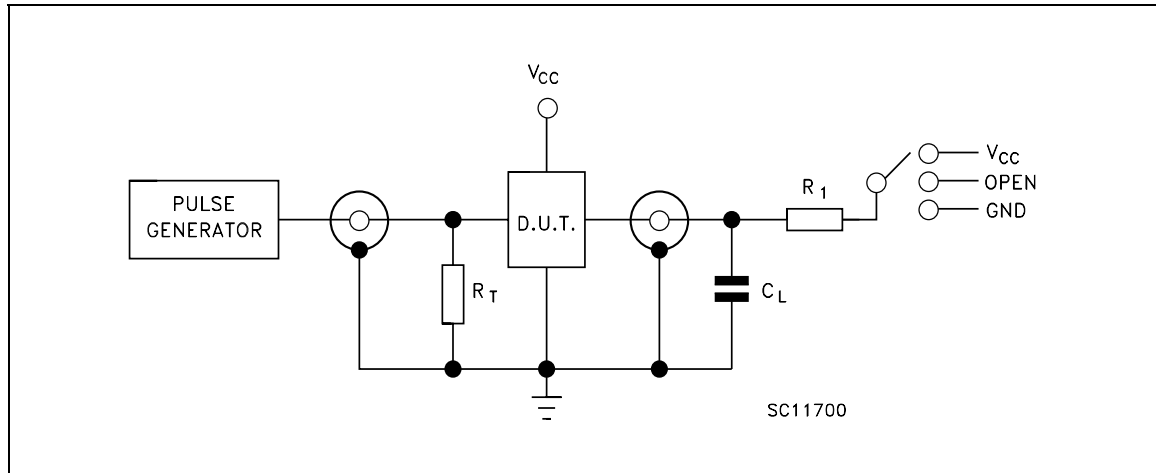 VCC
PULSE
GENERATOR
D.U.T.
RT
R1
CL
VCC
OPEN
GND
SC11700